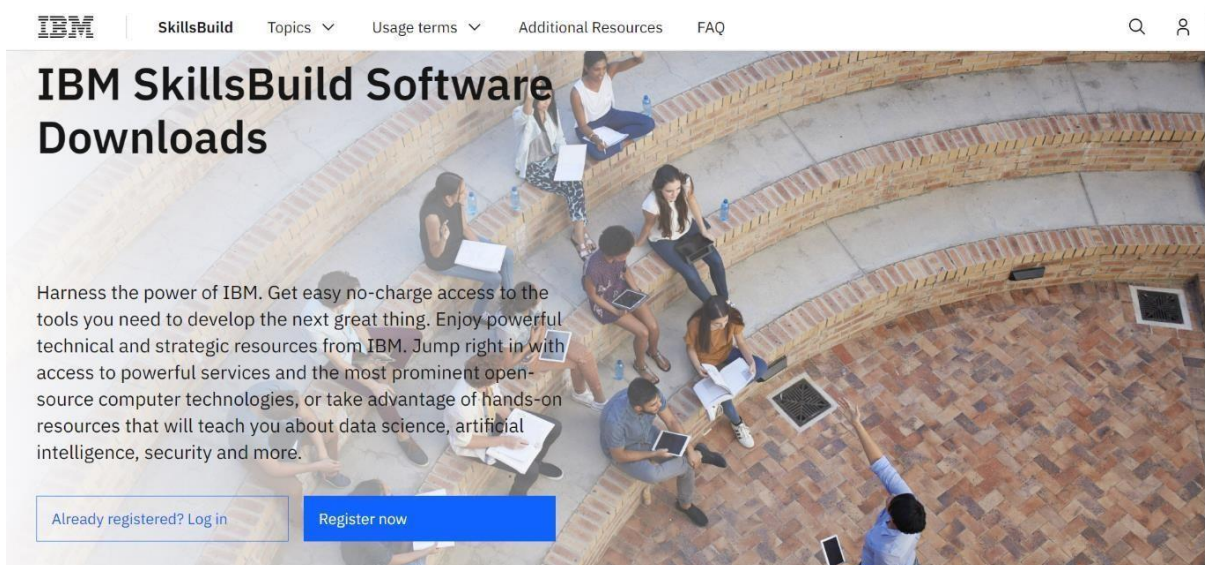 IBM SkillsBuild Topics Usage terms Additional Resources FAQ
IBM SkillsBuild Software
Downloads
Harness the power of IBM. Get easy no-charge access to the
tools you need to develop the next great thing. Enjoy powerful
technical and strategic resources from IBM. Jump right in with
access to powerful services and the most prominent open-
source computer technologies, or take advantage of hands-on
resources that will teach you about data science, artificial
intelligence, security and more.
Already registered? Log in Register now